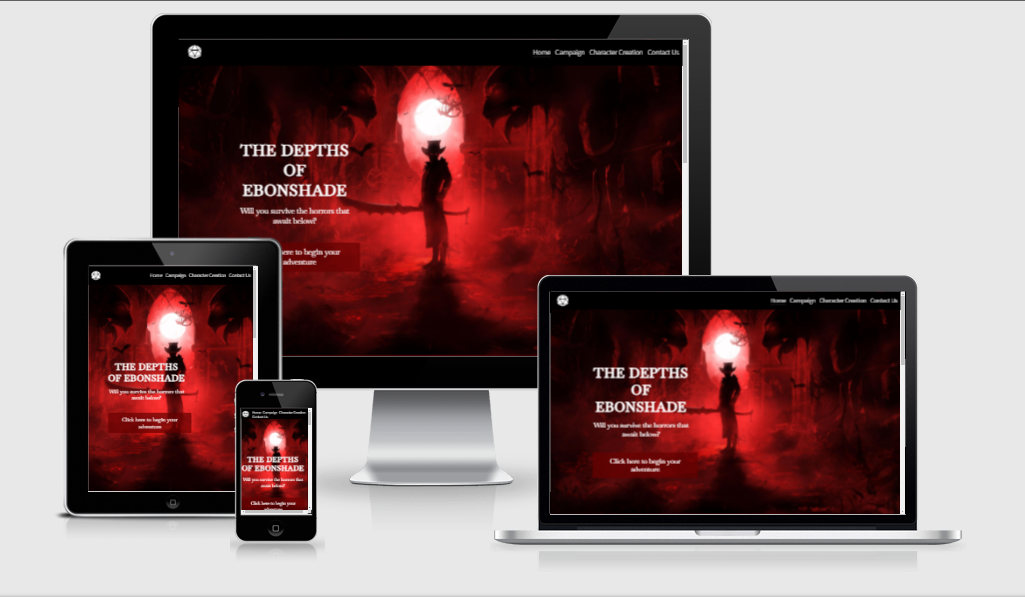 Home Campaign Character Creation Contact Us
THE DEPTHS
OF
EBONSHADE
Will you survive the horrors that
await below?
here to begin your
adventure
Home Campaign Character Creation Contact Us
THE DEPTHS
OF EBONSHADE
Will you survive the horrors that
await below?
Click here to begin your
adventure
Home Campaign Character Creation
Contact Us
THE DEPTHS
OF EBONSHADE
Will you survive the horrors that
await below?
Click here to begin your
adventure
Home Campaign Character Creation Contact Us
THE DEPTHS
OF
EBONSHADE
Will you survive the horrors that
await below?
Click here to begin your
adventure